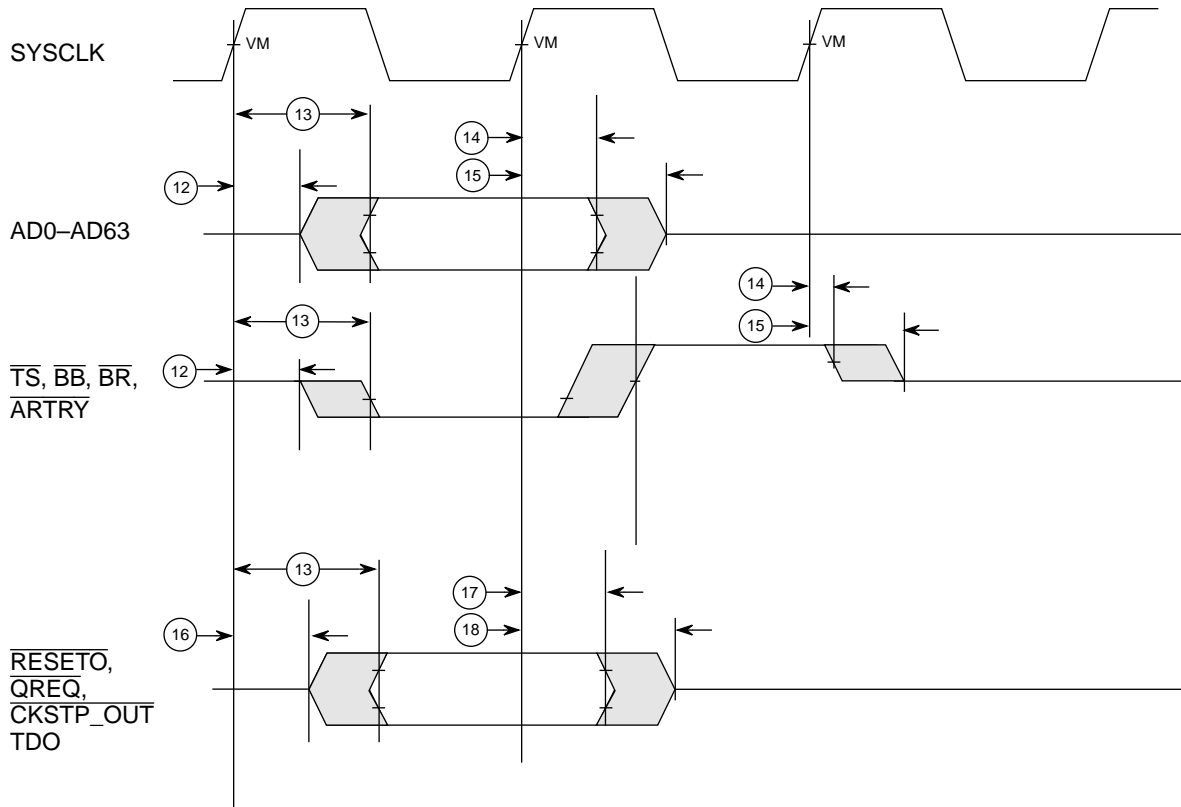 VM
VM
VM
SYSCLK
13
14
15
12
AD0–AD63
14
13
15
12
TS, BB, BR,
ARTRY
13
17
16
18
RESETO,
QREQ,
CKSTP_OUT
TDO